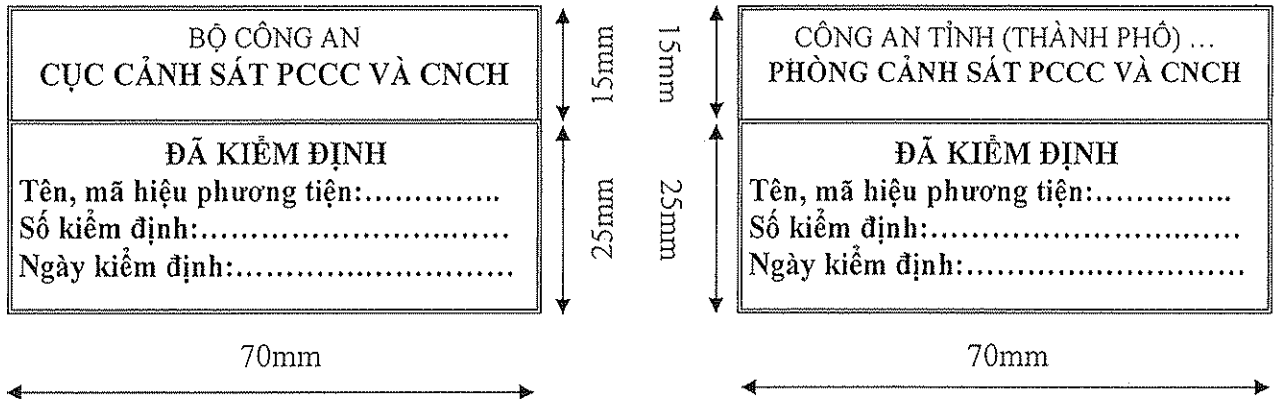 BỘ CÔNG AN
CỤC CẢNH SÁT PCCC VÀ CNCH
ĐÃ KIỂM ĐỊNH
Tên, mã hiệu phương tiện:..............
Số kiểm định:................................
Ngày kiểm định:.............................
15mm
25mm
70mm
15mm
25mm
CÔNG AN TỈNH (THÀNH PHỐ) ...
PHÒNG CẢNH SÁT PCCC VÀ CNCH
ĐÃ KIỂM ĐỊNH
Tên, mã hiệu phương tiện:..............
Số kiểm định:................................
Ngày kiểm định:.............................
70mm